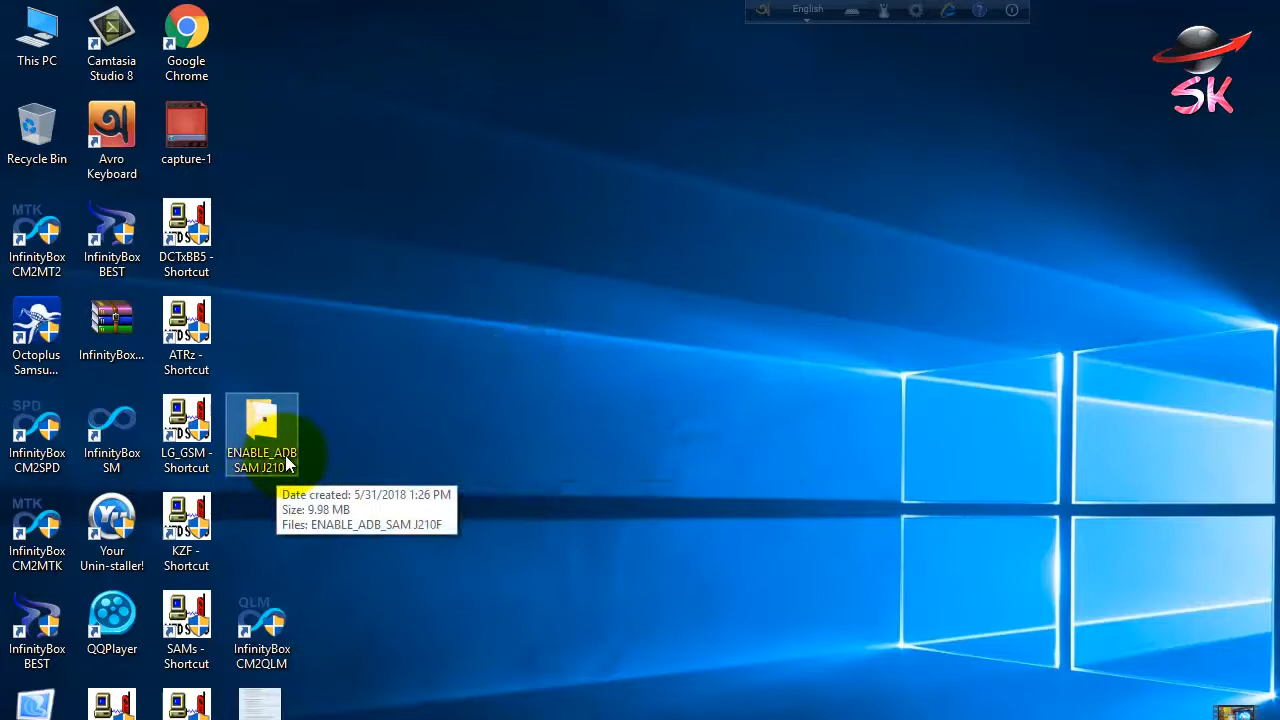 English
SK
This PC
Camtasia
Studio 8
Google
Chrome
Recycle Bin
Avro
Keyboard
capture-1
MTK
InfinityBox
CM2MT2
InfinityBox
BEST
DCTxBB5 -
Shortcut
Octoplus
Samsu...
InfinityBox...
ATRz -
Shortcut
SPD
InfinityBox
CM2SPD
InfinityBox
SM
LG_GSM -
Shortcut
ENABLE_ADB
SAM J210
Date created: 5/31/2018 1:26 PM
Size: 9.98 MB
Files: ENABLE_ADB_SAM J210F
MTK
InfinityBox
CM2MTK
Your
Unin-staller!
KZF -
Shortcut
InfinityBox
BEST
QQPlayer
SAMs -
Shortcut
QLM
InfinityBox
CM2QLM